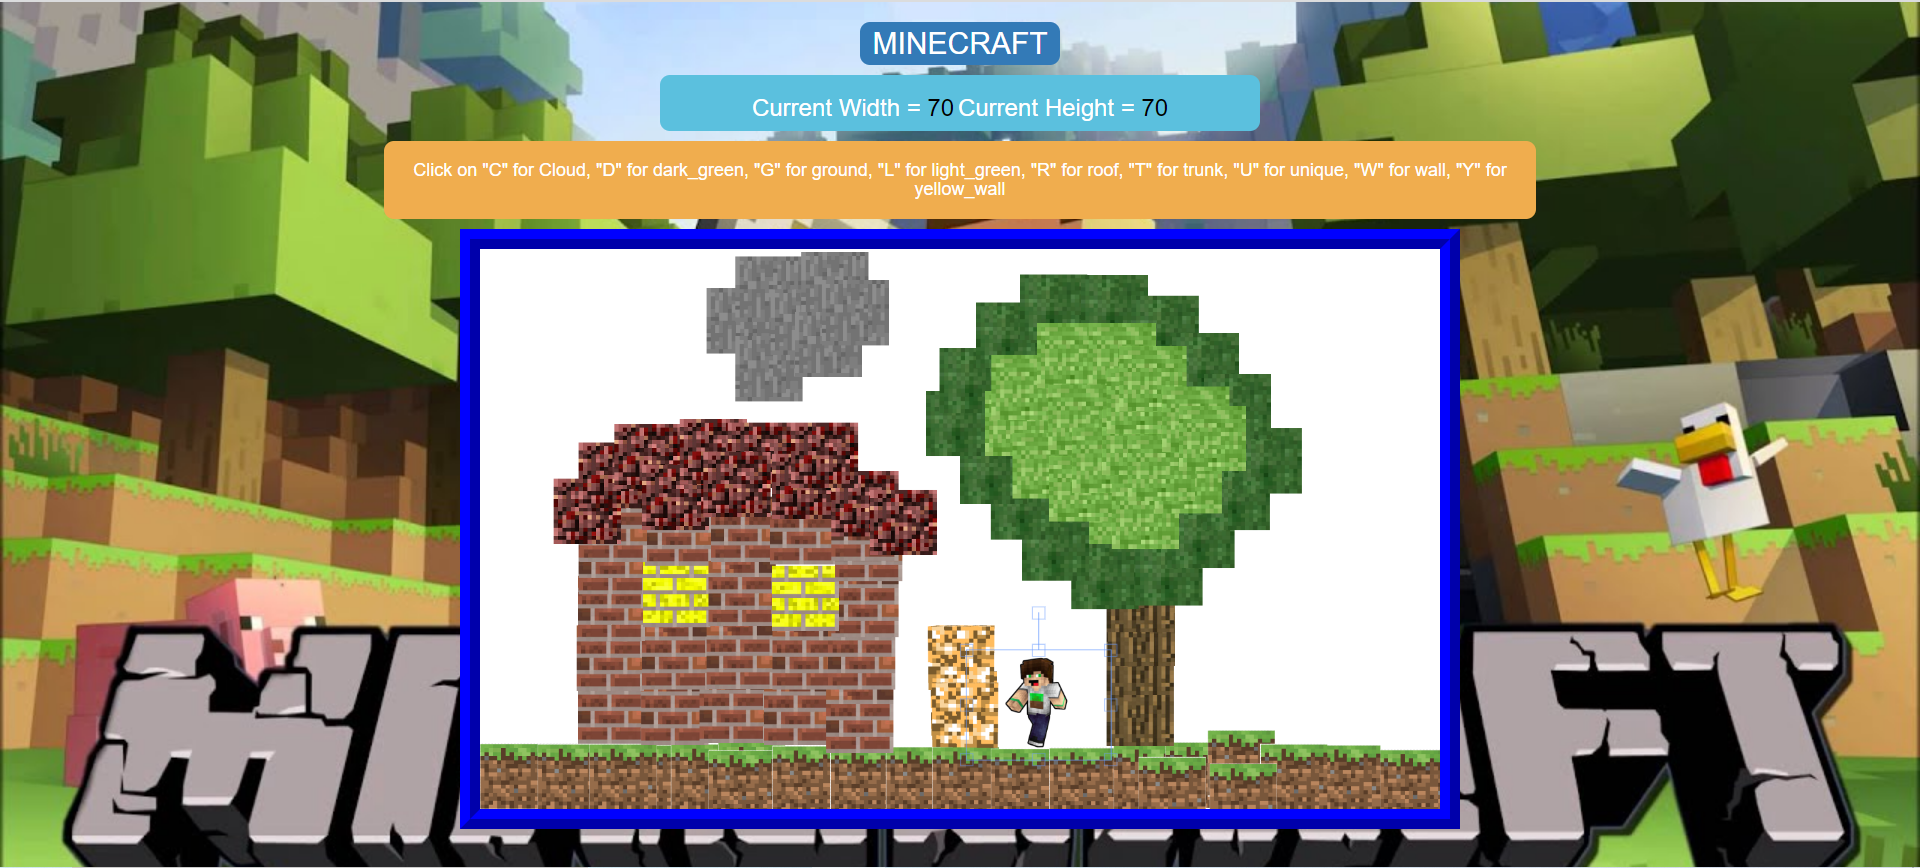 MINECRAFT
Current Width = 70 Current Height = 70
Click on "C" for Cloud, "D" for dark_green, "G" for ground, "L" for light_green, "R" for roof, "T" for trunk, "U" for unique, "W" for wall, "Y" for
yellow_wall